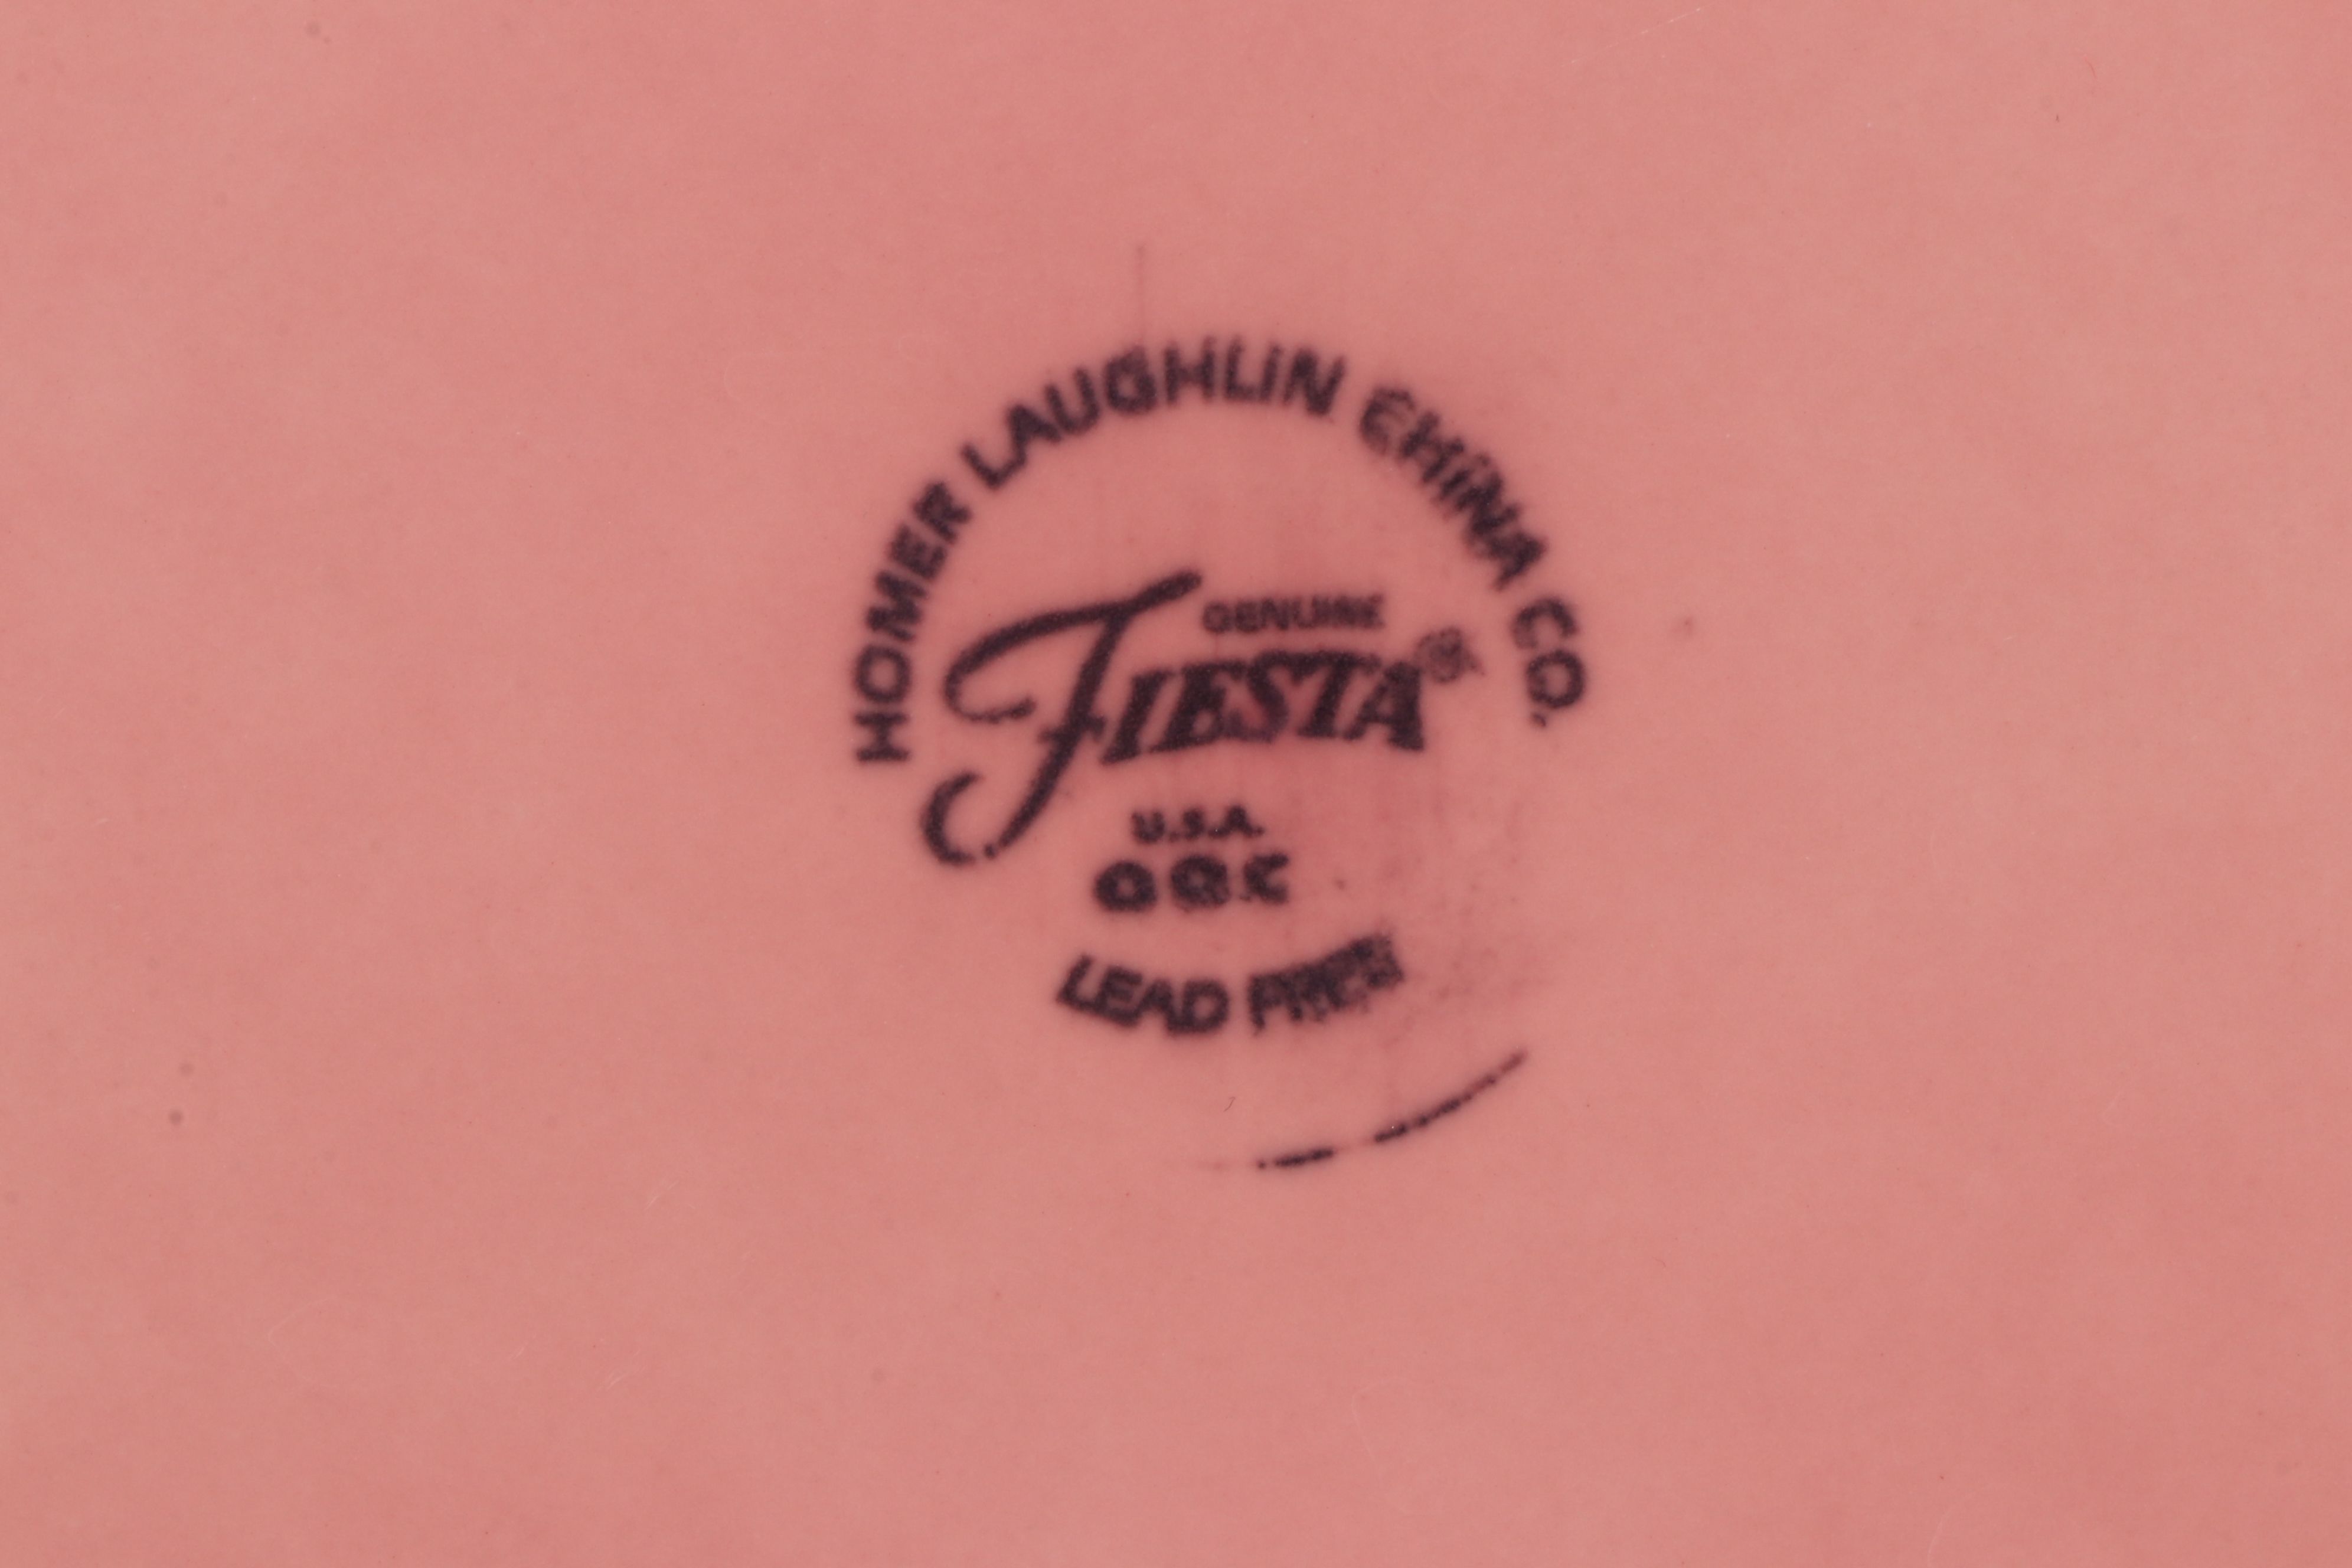 HOMER LAUGHLIN CHINA CO.
GENUINE
FIESTA®
U.S.A.
LEAD FREE